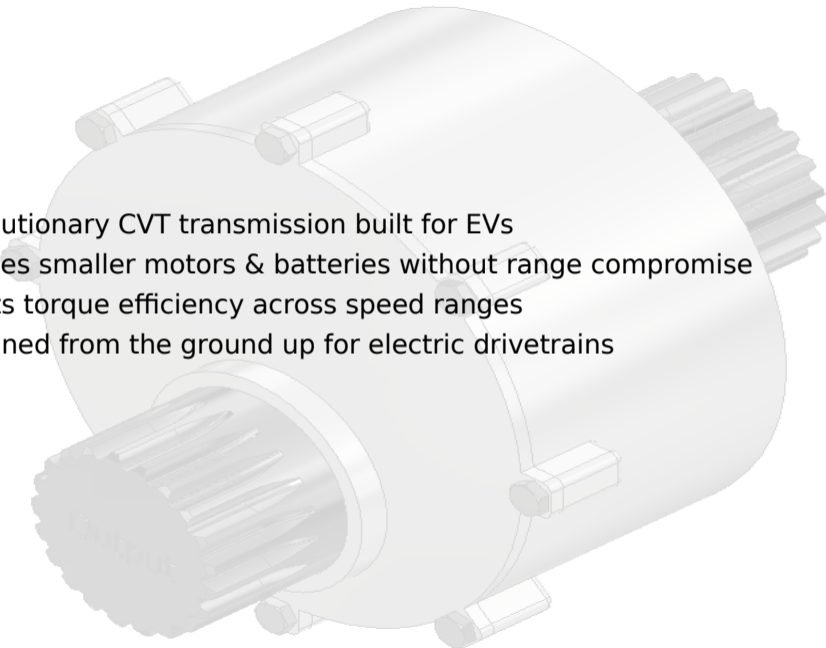 utionary CVT transmission built for EVs
es smaller motors & batteries without range compromise
s torque efficiency across speed ranges
ned from the ground up for electric drivetrains
Output